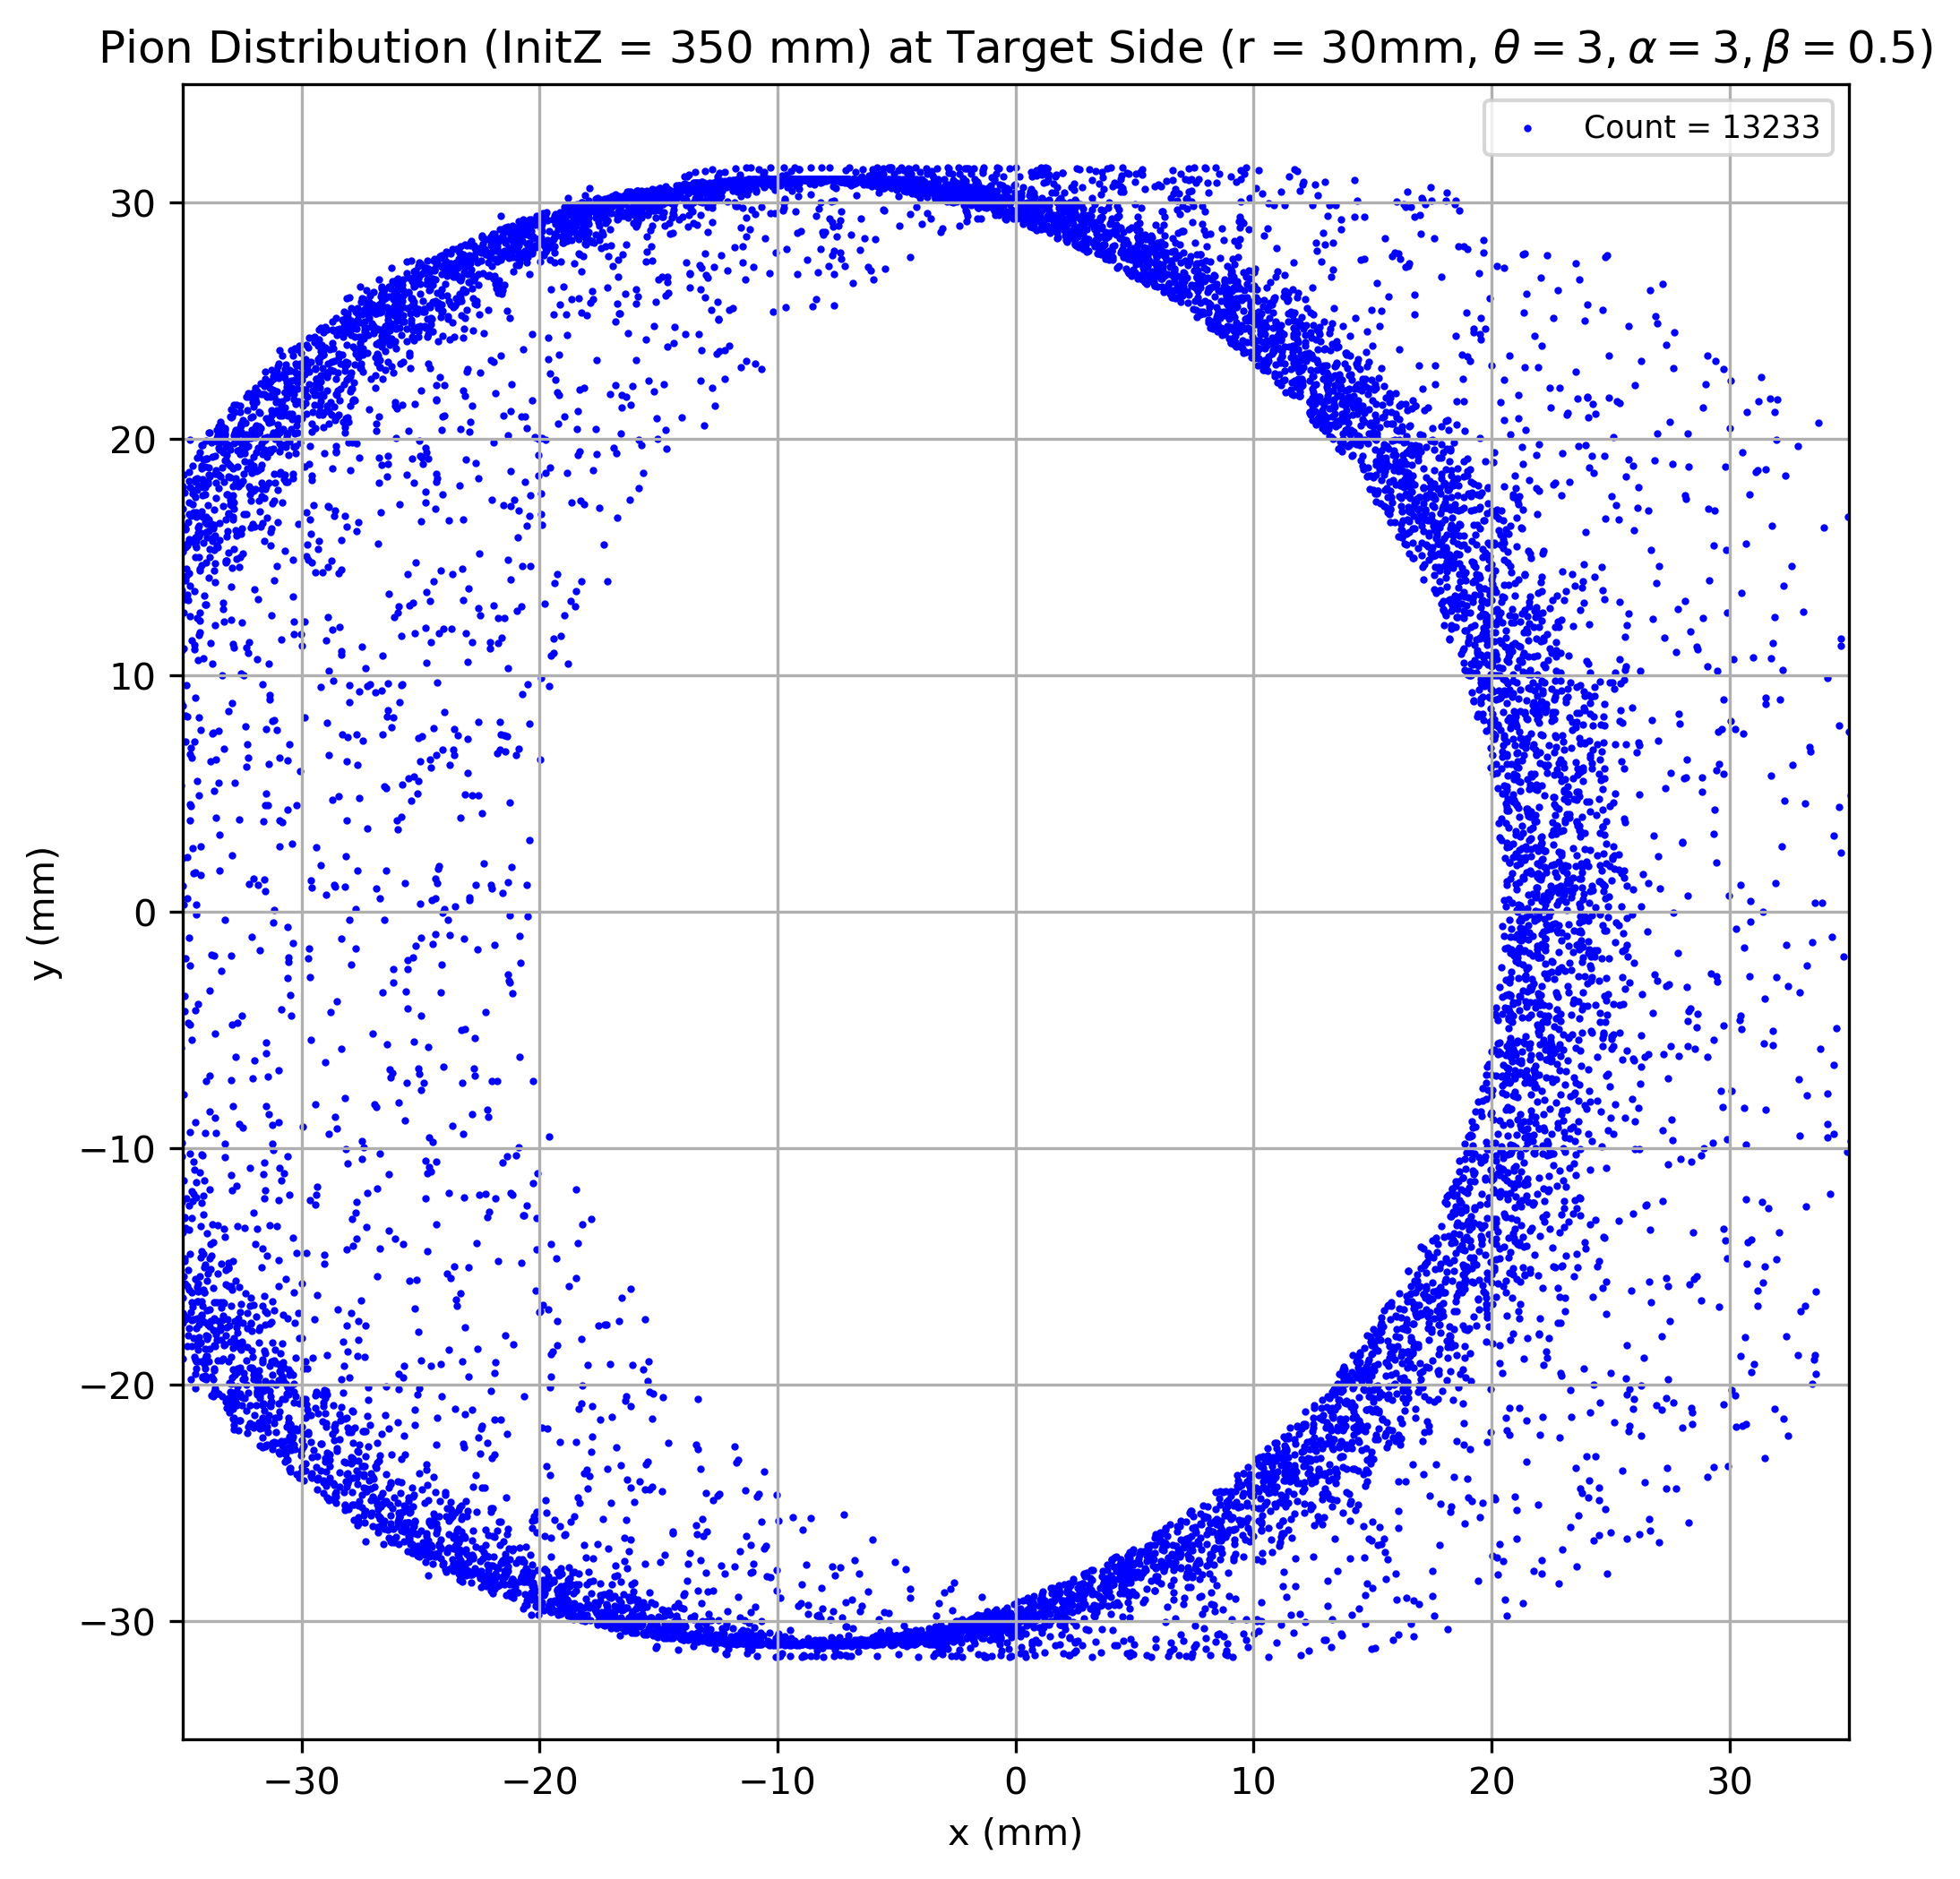 Pion Distribution (InitZ = 350 mm) at Target Side (r = 30mm, θ = 3, α = 3, β = 0.5)
Count = 13233
30
20
10
0
−10
−20
−30
y (mm)
−30 −20 −10 0 10 20 30
x (mm)